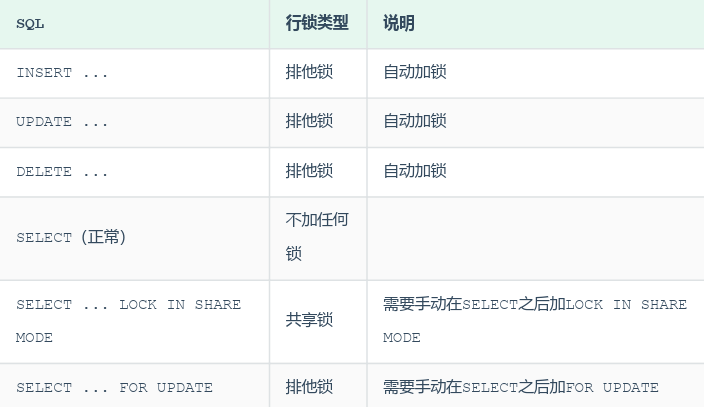 SQL 行锁类型 说明
INSERT ... 排他锁 自动加锁
UPDATE ... 排他锁 自动加锁
DELETE ... 排他锁 自动加锁
SELECT（正常） 不加任何
锁
SELECT ... LOCK IN SHARE
MODE
共享锁
需要手动在SELECT之后加LOCK IN SHARE
MODE
SELECT ... FOR UPDATE 排他锁 需要手动在SELECT之后加FOR UPDATE